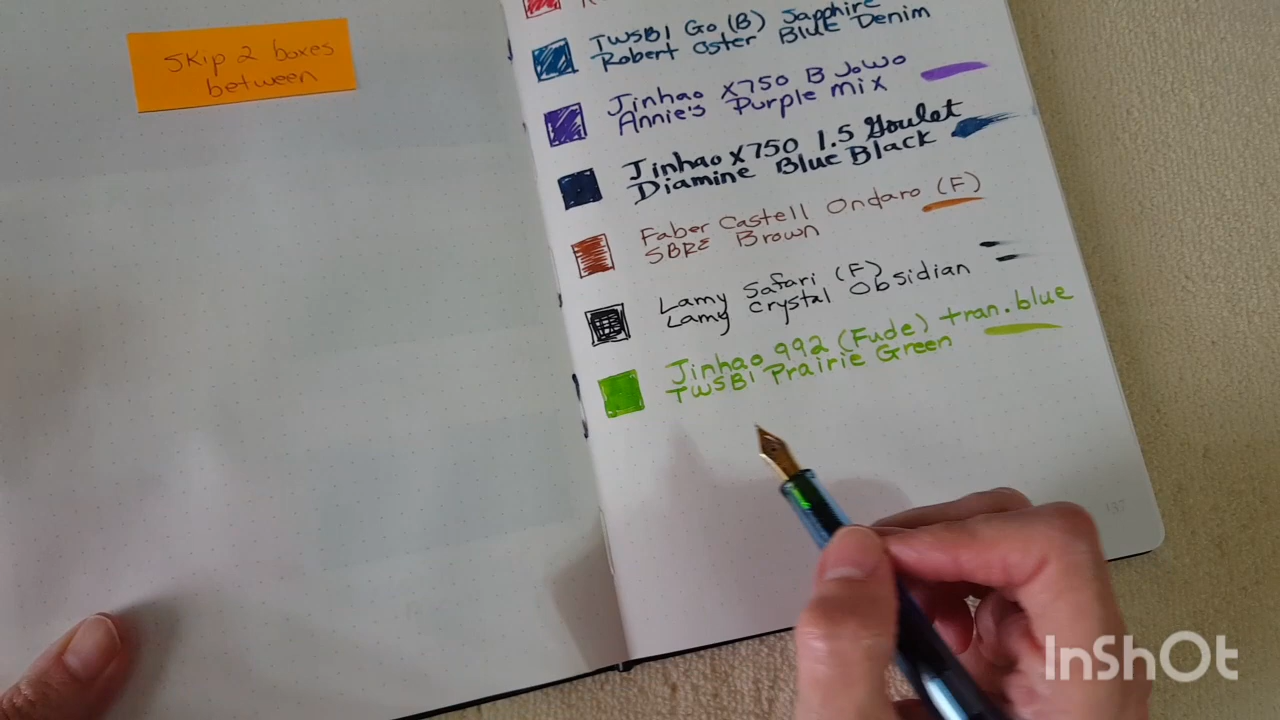 Skip 2 boxes
between
TWSBI Go (B) Sapphire
Robert Oster Blue Denim
Jinhao X750 B JoWo
Annie's Purple Mix
Jinhao X750 1.5 Goulet
Diamine Blue Black
Faber Castell Ondaro (F)
SBRE Brown
Lamy Safari (F)
Lamy Crystal Obsidian
Jinhao 992 (Fude) tran. blue
TWSBI Prairie Green
137
InShOt